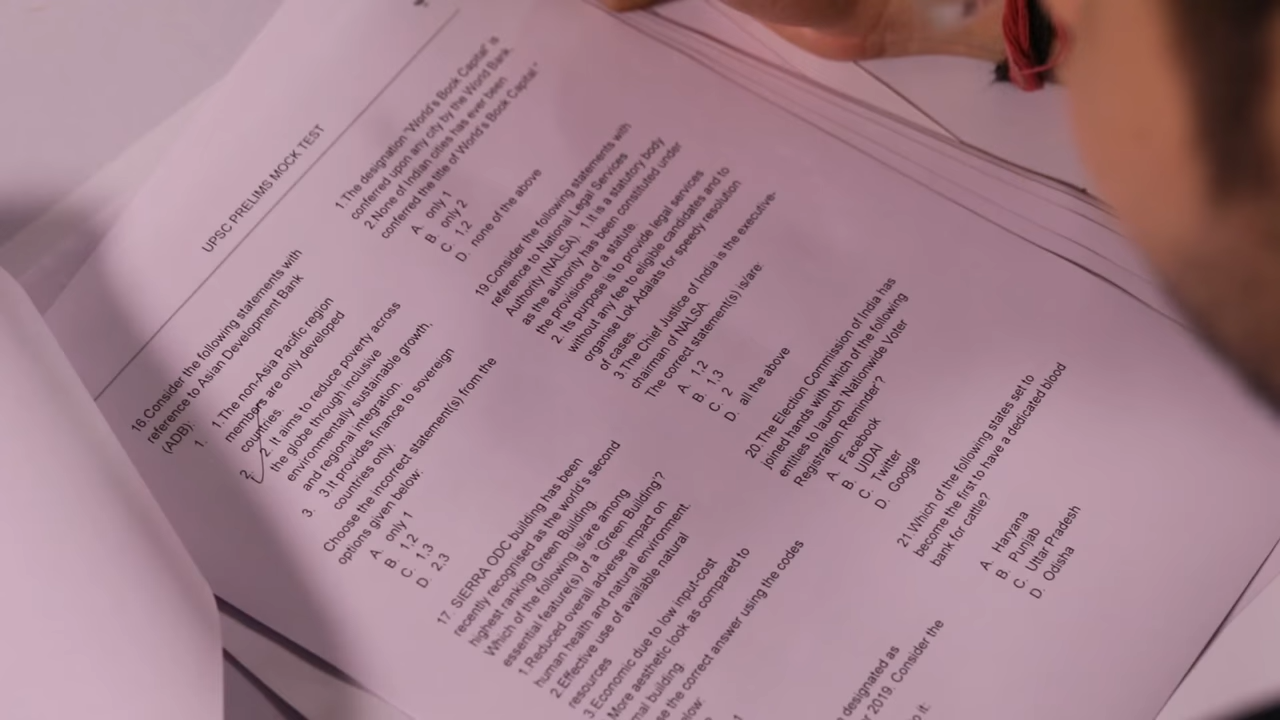 UPSC PRELIMS MOCK TEST
16.Consider the following statements with
reference to Asian Development Bank
(ADB):
1. 1.The non-Asia Pacific region
members are only developed
countries.
2. 2. It aims to reduce poverty across
the globe through inclusive
environmentally sustainable growth,
and regional integration.
3. 3.It provides finance to sovereign
countries only.
Choose the incorrect statement(s) from the
options given below:
A. only 1
B. 1,2
C. 1,3
D. 2,3
17. SIERRA ODC building has been
recently recognised as the world's second
highest ranking Green Building.
Which of the following is/are among
essential feature(s) of a 'Green Building'?
1.Reduced overall adverse impact on
human health and natural environment.
2.Effective use of available natural
resources
3.Economic due to low input-cost
More aesthetic look as compared to
mal building
se the correct answer using the codes
low:
1
1.The designation "World's Book Capital" is
conferred upon any city by the World Bank.
2.None of Indian cities has ever been
conferred the title of World's Book Capital."
A. only 1
B. only 2
C. 1,2
D. none of the above
19.Consider the following statements with
reference to National Legal Services
Authority (NALSA). 1.It is a statutory body
as the authority has been constituted under
the provisions of a statute.
2. Its purpose is to provide legal services
without any fee to eligible candidates and to
organise Lok Adalats for speedy resolution
of cases.
3.The Chief Justice of India is the executive-
chairman of NALSA.
The correct statement(s) is/are:
A. 1,2
B. 1,3
C. 2
D. all the above
20.The Election Commission of India has
joined hands with which of the following
entities to launch 'Nationwide Voter
Registration Reminder'?
A. Facebook
B. UIDAI
C. Twitter
D. Google
21.Which of the following states set to
become the first to have a dedicated blood
bank for cattle?
A. Haryana
B. Punjab
C. Uttar Pradesh
D. Odisha
designated as
2019. Consider the
it: